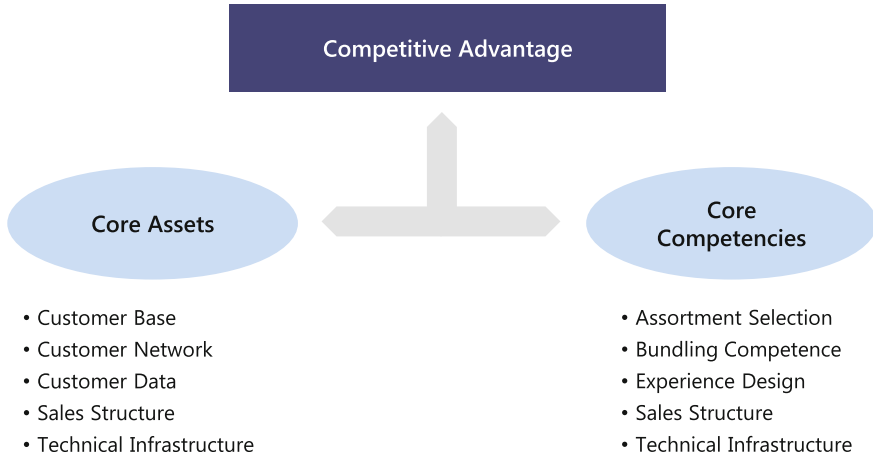 Competitive Advantage
Core Assets
• Customer Base
• Customer Network
• Customer Data
• Sales Structure
• Technical Infrastructure
Core
Competencies
• Assortment Selection
• Bundling Competence
• Experience Design
• Sales Structure
• Technical Infrastructure